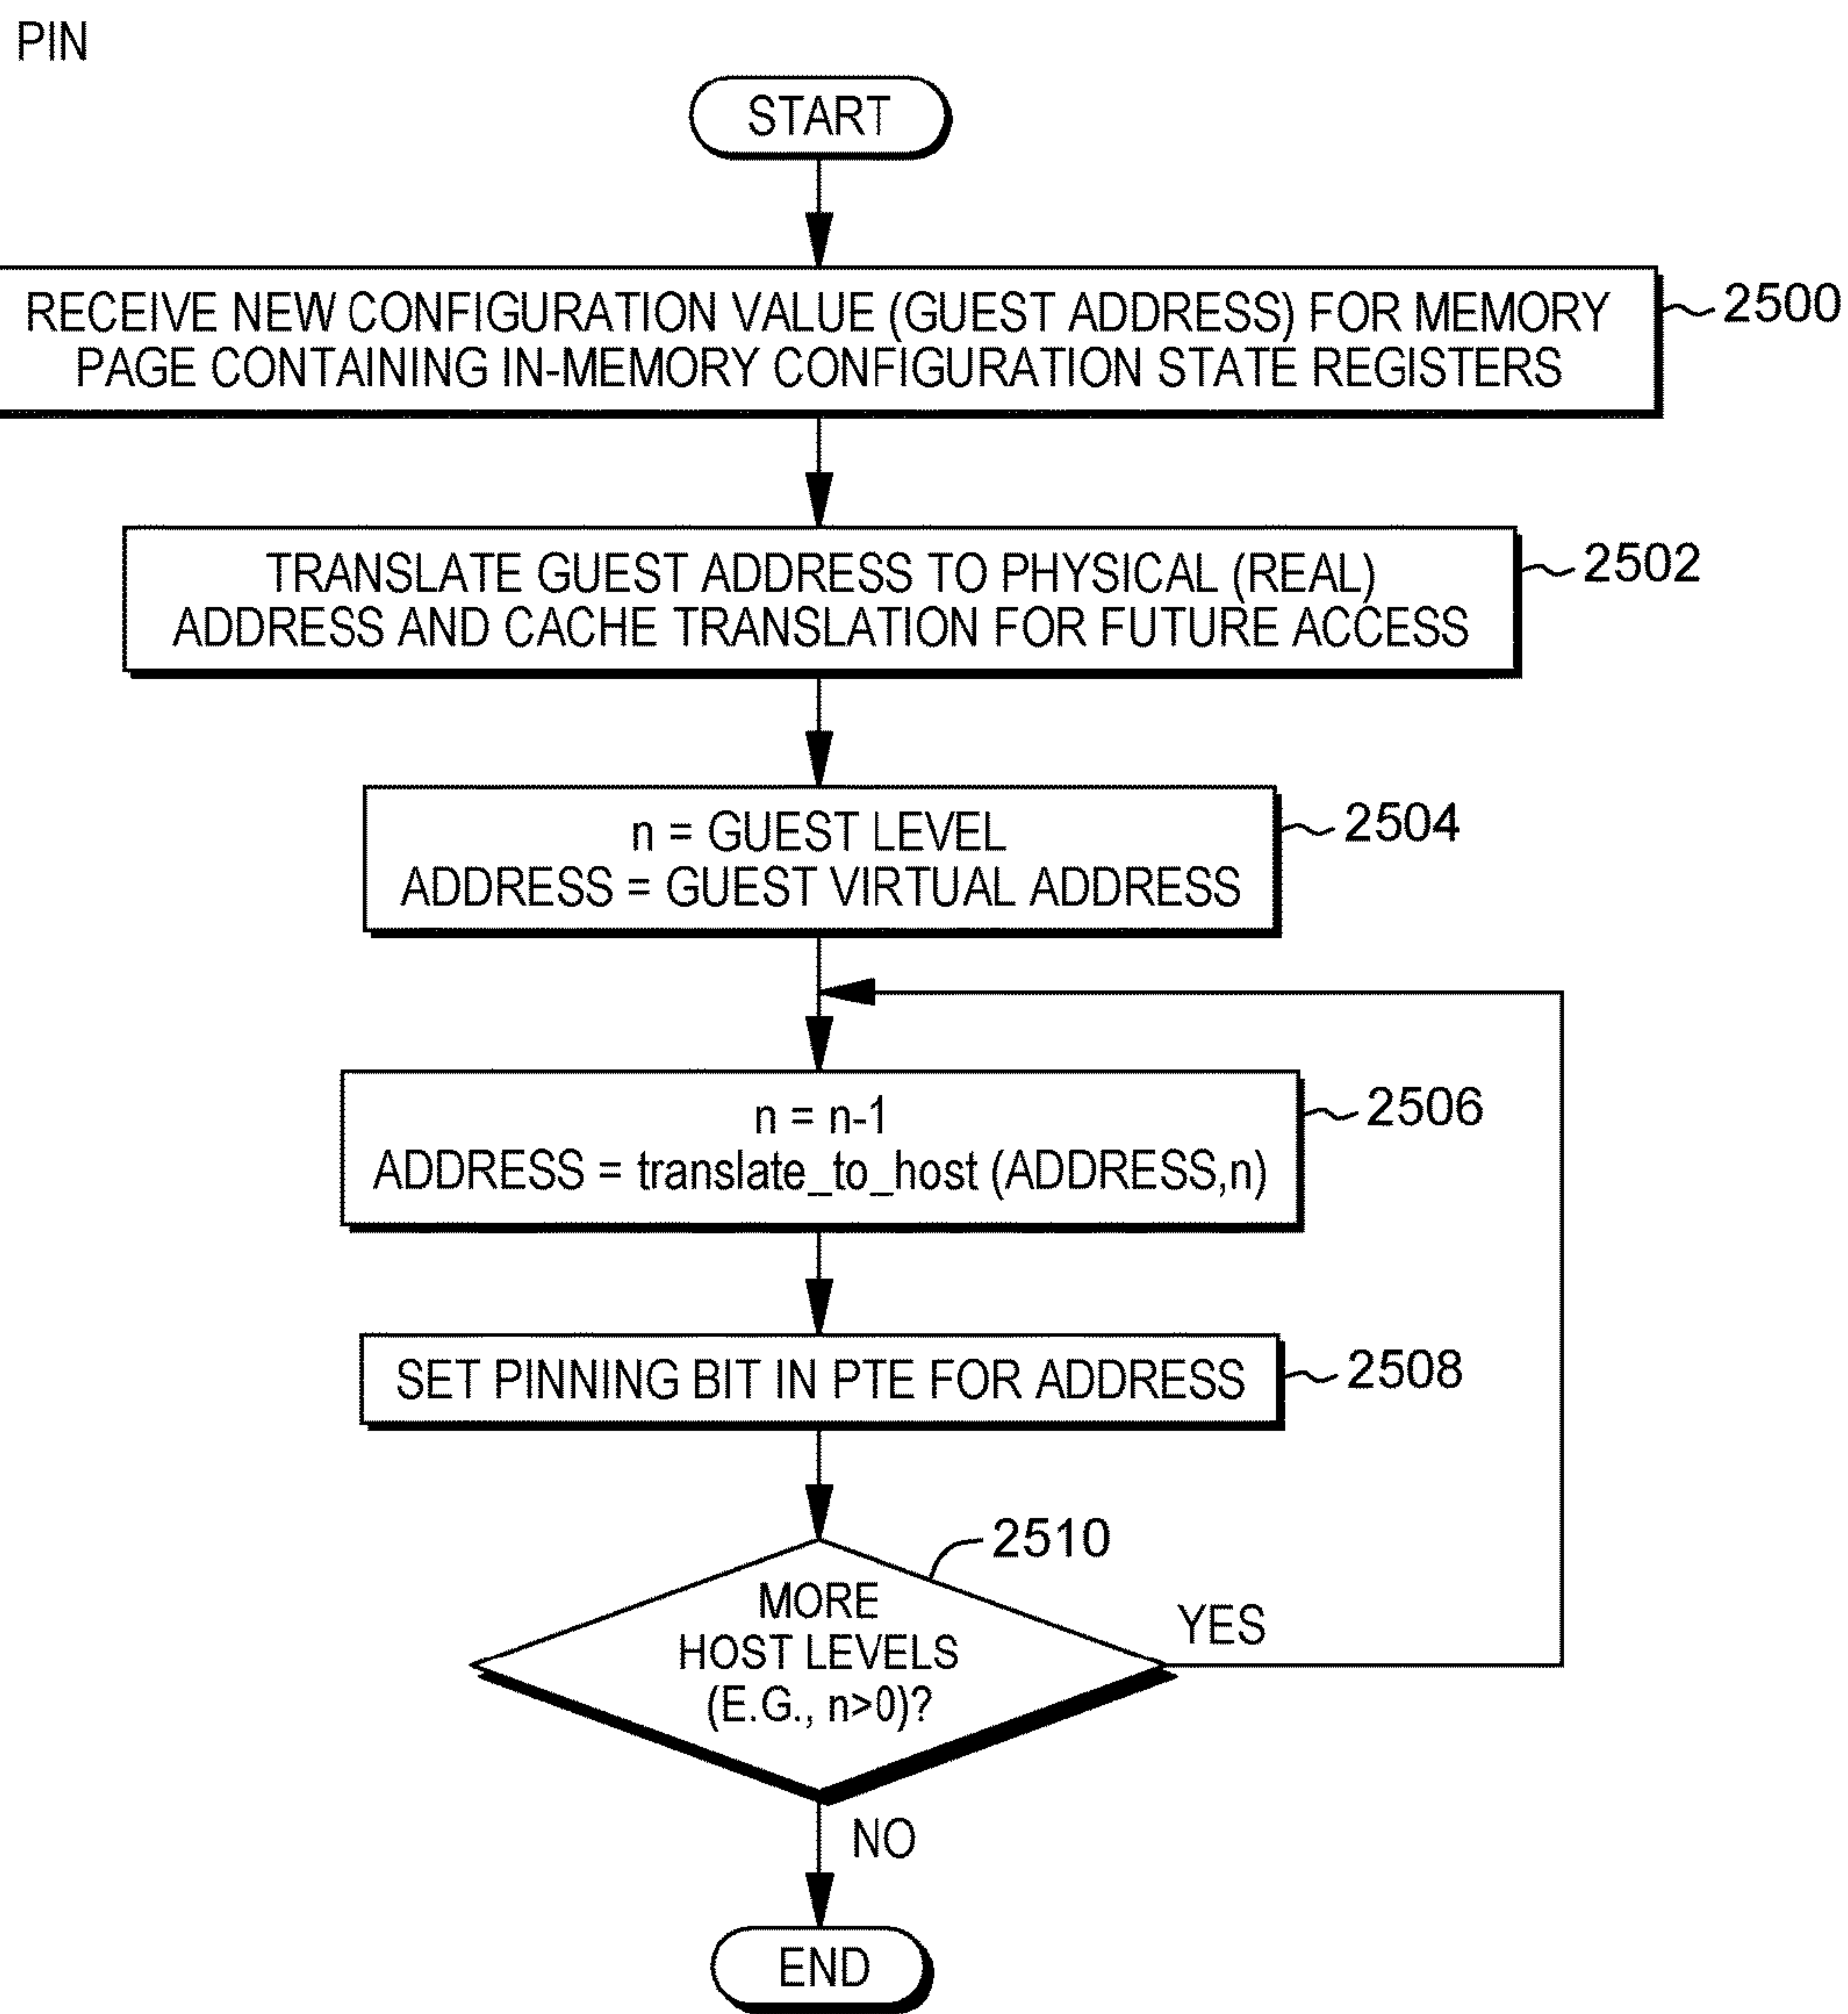 PIN
START
RECEIVE NEW CONFIGURATION VALUE (GUEST ADDRESS) FOR MEMORY
PAGE CONTAINING IN-MEMORY CONFIGURATION STATE REGISTERS
2500
TRANSLATE GUEST ADDRESS TO PHYSICAL (REAL)
ADDRESS AND CACHE TRANSLATION FOR FUTURE ACCESS
2502
n = GUEST LEVEL
ADDRESS = GUEST VIRTUAL ADDRESS
2504
n = n-1
ADDRESS = translate_to_host (ADDRESS,n)
2506
SET PINNING BIT IN PTE FOR ADDRESS
2508
2510
MORE
HOST LEVELS
(E.G., n>0)?
YES
NO
END